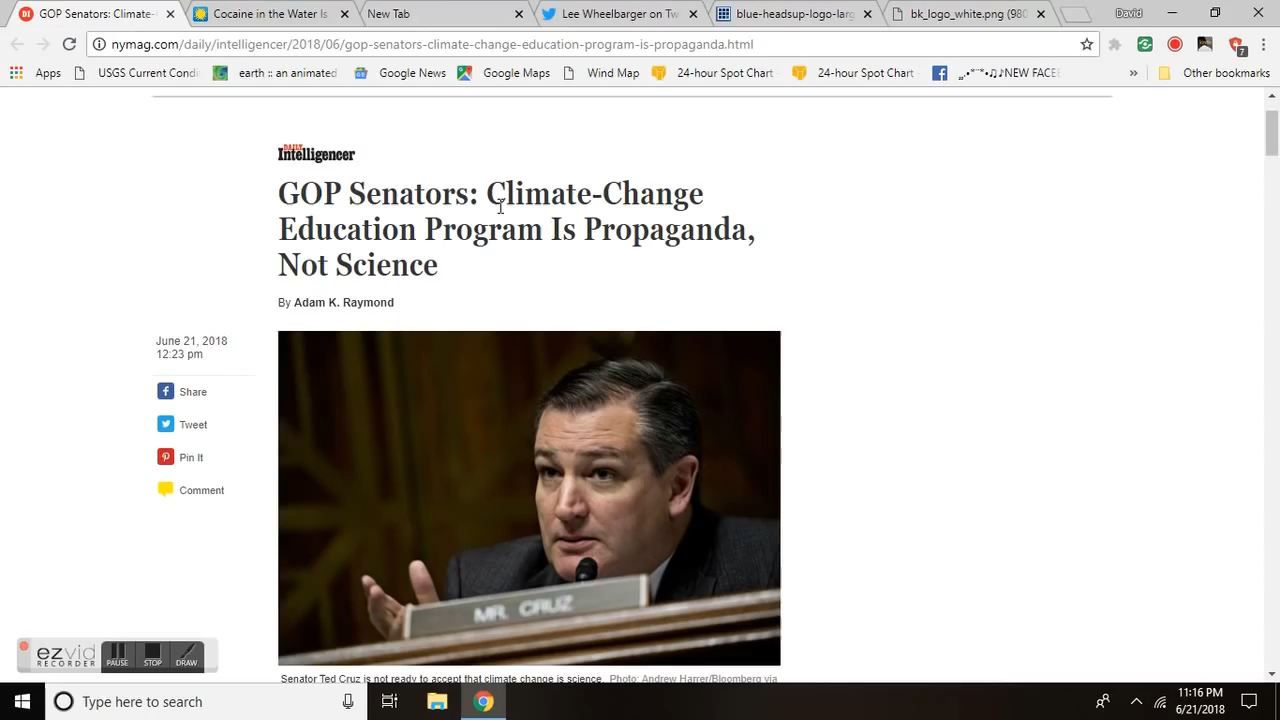 GOP Senators: Climate-
Cocaine in the Water Is
New Tab
Lee Wheelbarger on Tw
blue-headsup-logo-larg
bk_logo_white.png (980
David
nymag.com/daily/intelligencer/2018/06/gop-senators-climate-change-education-program-is-propaganda.html
7
Apps
USGS Current Condi
earth :: an animated
Google News
Google Maps
Wind Map
24-hour Spot Chart
24-hour Spot Chart
¸,.•*¨*•♫♪NEW FACEE
»
Other bookmarks
DAILY
Intelligencer
GOP Senators: Climate-Change
Education Program Is Propaganda,
Not Science
By Adam K. Raymond
June 21, 2018
12:23 pm
Share
Tweet
Pin It
Comment
MR. CRUZ
Senator Ted Cruz is not ready to accept that climate change is science. Photo: Andrew Harrer/Bloomberg via
ezvid
RECORDER
PAUSE
STOP
DRAW
Type here to search
11:16 PM
6/21/2018